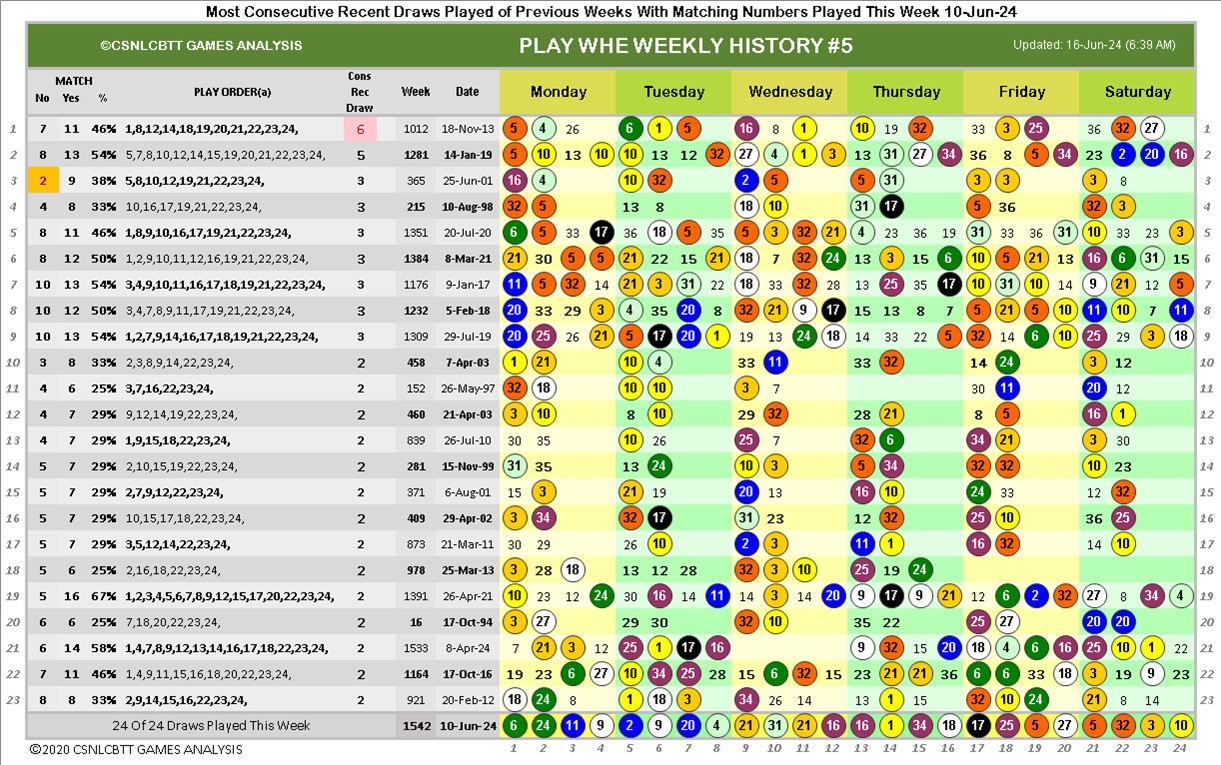 Most Consecutive Recent Draws Played of Previous Weeks With Matching Numbers Played This Week 10-Jun-24
©CSNLCBTT GAMES ANALYSIS PLAY WHE WEEKLY HISTORY #5 Updated: 16-Jun-24 (6:39 AM)
No MATCH Yes % PLAY ORDER(a) Cons Rec Draw Week Date Monday Tuesday Wednesday Thursday Friday Saturday
1 7 11 46% 1,8,12,14,18,19,20,21,22,23,24, 6 1012 18-Nov-13 5 4 26 6 1 5 16 8 1 10 19 32 33 3 25 36 32 27 1
2 8 13 54% 5,7,8,10,12,14,15,19,20,21,22,23,24, 5 1281 14-Jan-19 5 10 13 10 10 13 12 32 27 4 1 3 13 31 27 34 36 8 5 34 23 2 20 16 2
3 2 9 38% 5,8,10,12,19,21,22,23,24, 3 365 25-Jun-01 16 4 10 32 2 5 5 31 3 3 3 8 3
4 4 8 33% 10,16,17,19,21,22,23,24, 3 215 10-Aug-98 32 5 13 8 18 10 31 17 5 36 32 3 4
5 8 11 46% 1,8,9,10,16,17,19,21,22,23,24, 3 1351 20-Jul-20 6 5 33 17 36 18 5 35 5 3 32 21 4 23 36 19 31 33 36 31 10 33 23 3 5
6 8 12 50% 1,2,9,10,11,12,16,19,21,22,23,24, 3 1384 8-Mar-21 21 30 5 5 21 22 15 21 18 7 32 24 13 3 15 6 10 5 21 13 16 6 31 15 6
7 10 13 54% 3,4,9,10,11,16,17,18,19,21,22,23,24, 3 1176 9-Jan-17 11 5 32 14 21 3 31 22 18 33 32 28 13 25 35 17 10 31 10 14 9 21 12 5 7
8 10 12 50% 3,4,7,8,9,11,17,19,21,22,23,24, 3 1232 5-Feb-18 20 33 29 3 4 35 20 8 32 21 9 17 15 13 8 7 5 21 5 10 11 10 7 11 8
9 10 13 54% 1,2,7,9,14,16,17,18,19,21,22,23,24, 3 1309 29-Jul-19 20 25 26 21 5 17 20 1 19 13 24 18 14 33 22 5 32 14 6 10 25 29 3 18 9
10 3 33% 2,3,8,9,14,22,23,24, 2 458 7-Apr-03 1 21 10 4 33 11 33 32 14 24 3 12 10
11 4 6 25% 3,7,16,22,23,24, 2 152 26-May-97 32 18 10 10 3 7 30 11 20 12 11
12 4 7 29% 9,12,14,19,22,23,24, 2 460 21-Apr-03 3 10 8 10 29 32 28 21 8 5 16 1 12
13 4 7 29% 1,9,15,18,22,23,24, 2 839 26-Jul-10 30 35 10 26 25 7 32 6 34 21 3 30 13
14 5 7 29% 2,10,15,19,22,23,24, 2 281 15-Nov-99 31 35 13 24 10 3 5 34 32 32 10 23 14
15 5 7 29% 2,7,9,12,22,23,24, 2 371 6-Aug-01 15 3 21 19 20 13 16 10 24 33 12 32 15
16 5 7 29% 10,15,17,18,22,23,24, 2 409 29-Apr-02 3 34 32 17 31 23 12 32 25 10 36 25 16
17 5 7 29% 3,5,12,14,22,23,24, 2 873 21-Mar-11 30 29 26 10 2 3 11 1 16 32 14 10 17
18 5 6 25% 2,16,18,22,23,24, 2 978 25-Mar-13 3 28 18 13 12 28 32 3 10 25 19 24 18
19 5 16 67% 1,2,3,4,5,6,7,8,9,12,15,17,20,22,23,24, 2 1391 26-Apr-21 10 23 12 24 30 16 14 11 14 3 14 20 9 17 9 21 12 6 2 32 27 8 34 4 19
20 6 6 25% 7,18,20,22,23,24, 2 16 17-Oct-94 3 27 29 30 32 10 35 22 25 27 20 20 20
21 6 14 58% 1,4,7,8,9,12,13,14,16,17,18,22,23,24, 2 1533 8-Apr-24 7 21 3 12 25 1 17 16 9 32 15 20 18 4 6 16 25 10 1 22 21
22 7 11 46% 1,4,9,11,15,16,18,20,22,23,24, 2 1164 17-Oct-16 19 23 6 27 10 34 25 28 15 6 32 15 23 21 21 36 6 6 33 18 3 19 9 23 22
23 8 33% 2,9,14,15,16,22,23,24, 2 921 20-Feb-12 18 24 8 1 18 3 34 26 14 3 1 15 32 10 24 21 8 14 23
24 Of 24 Draws Played This Week 1542 10-Jun-24 6 24 11 9 2 9 20 4 21 31 21 12 16 1 34 18 17 25 5 27 5 32 3 10
©2020 CSNLCBTT GAMES ANALYSIS 1 2 3 4 5 6 7 8 9 10 11 12 13 14 15 16 17 18 19 20 21 22 23 24